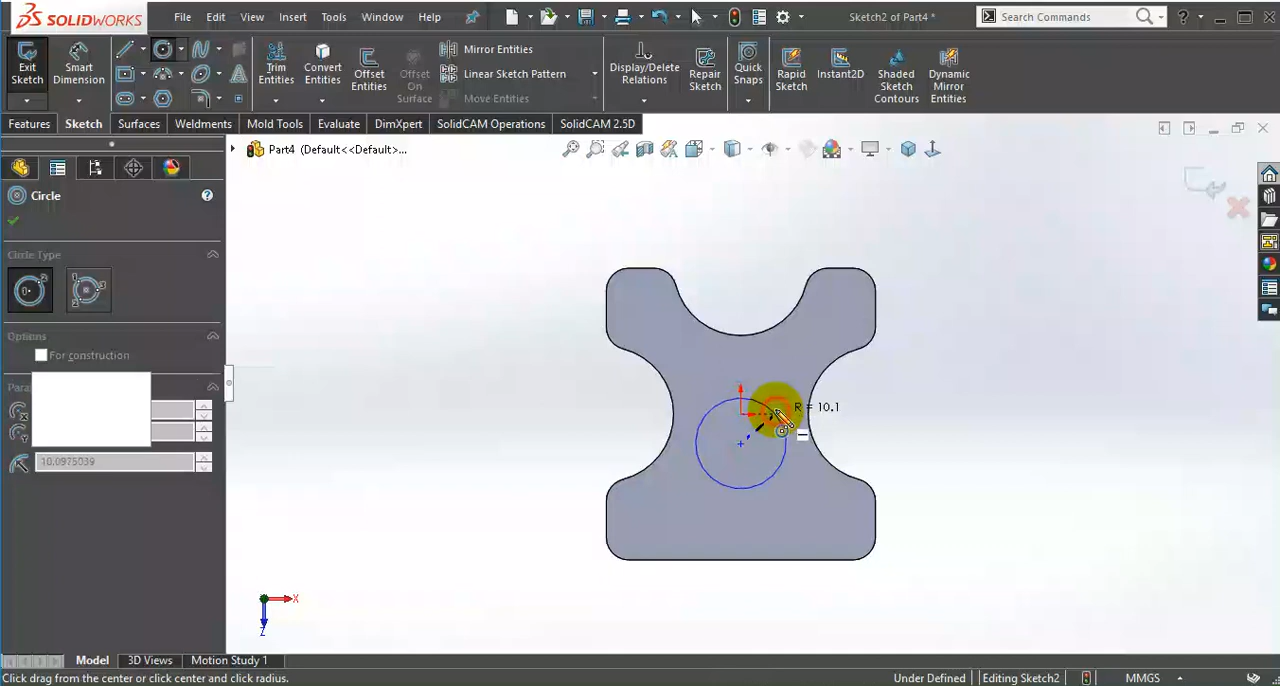 SOLIDWORKS File Edit View Insert Tools Window Help Sketch2 of Part4 * Search Commands ?
Exit Sketch
Smart Dimension
Trim Entities
Convert Entities
Offset Entities
Offset On Surface
Mirror Entities
Linear Sketch Pattern
Move Entities
Display/Delete Relations
Repair Sketch
Quick Snaps
Rapid Sketch
Instant2D
Shaded Sketch Contours
Dynamic Mirror Entities
Features Sketch Surfaces Weldments Mold Tools Evaluate DimXpert SolidCAM Operations SolidCAM 2.5D
Part4 (Default<<Default>...
Circle ?
Circle Type
Options
For construction
Para
10.0975039
R = 10.1
X
Z
Model 3D Views Motion Study 1
Click drag from the center or click center and click radius. Under Defined Editing Sketch2 MMGS